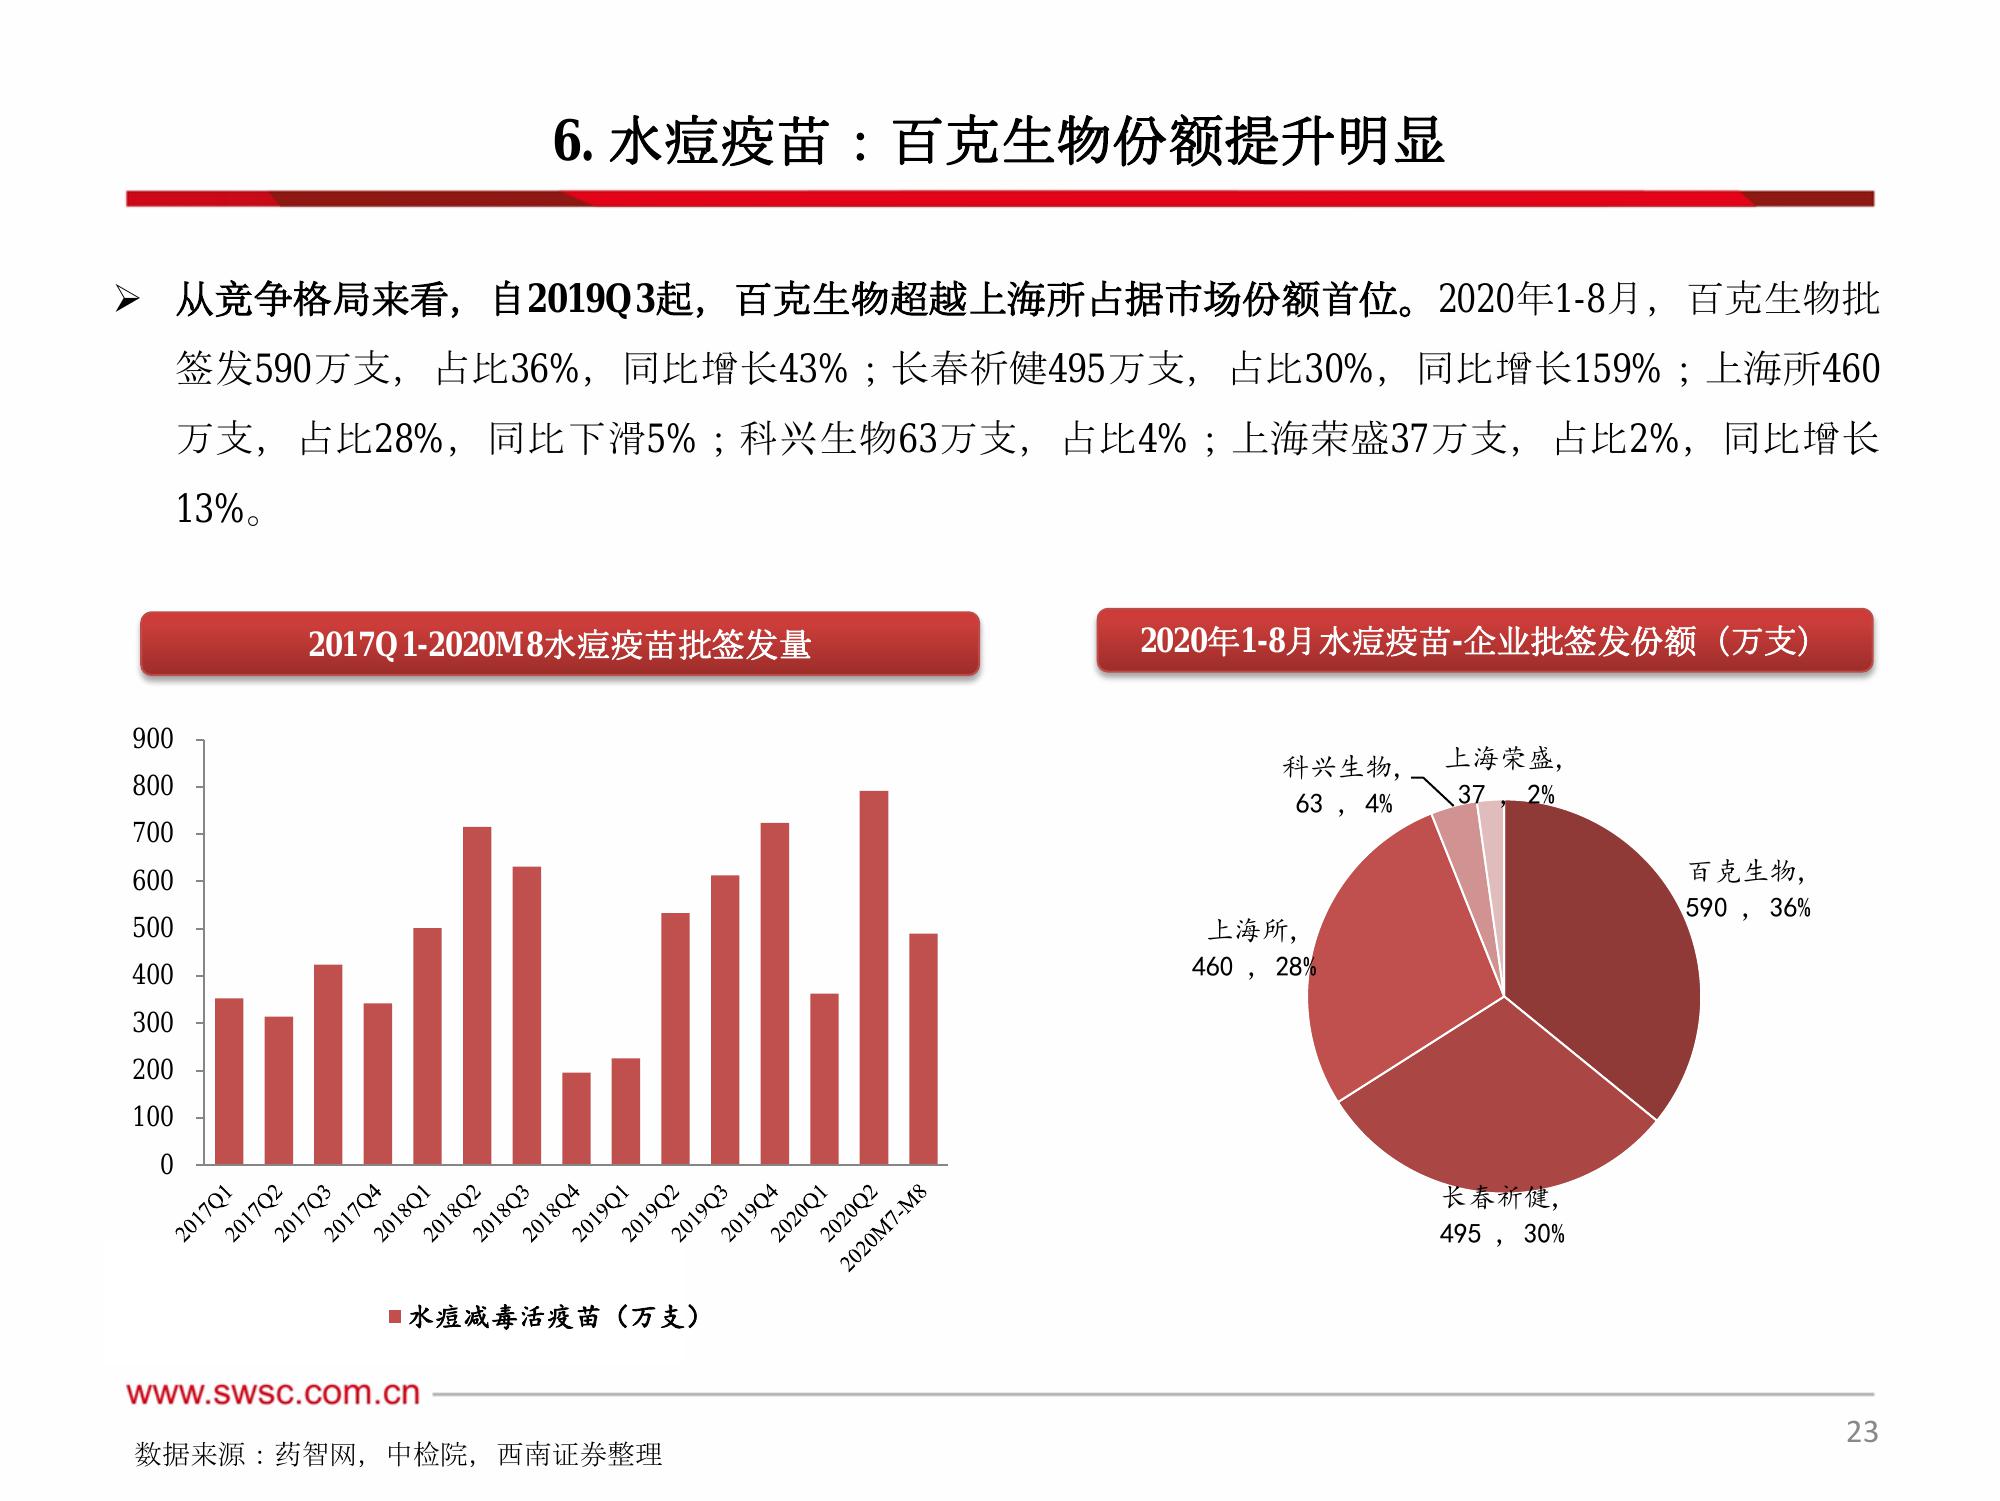 6. 水痘疫苗：百克生物份额提升明显
➢ 从竞争格局来看，自2019Q3起，百克生物超越上海所占据市场份额首位。2020年1-8月，百克生物批
签发590万支，占比36%，同比增长43%；长春祈健495万支，占比30%，同比增长159%；上海所460
万支，占比28%，同比下滑5%；科兴生物63万支，占比4%；上海荣盛37万支，占比2%，同比增长
13%。
2017Q1-2020M8水痘疫苗批签发量
900
800
700
600
500
400
300
200
100
0
2017Q1
2017Q2
2017Q3
2017Q4
2018Q1
2018Q2
2018Q3
2018Q4
2019Q1
2019Q2
2019Q3
2019Q4
2020Q1
2020Q2
2020M7-M8
水痘减毒活疫苗（万支）
2020年1-8月水痘疫苗-企业批签发份额（万支）
科兴生物,
63 , 4%
上海荣盛,
37 , 2%
百克生物,
590 , 36%
上海所,
460 , 28%
长春祈健,
495 , 30%
www.swsc.com.cn
23
数据来源：药智网，中检院，西南证券整理